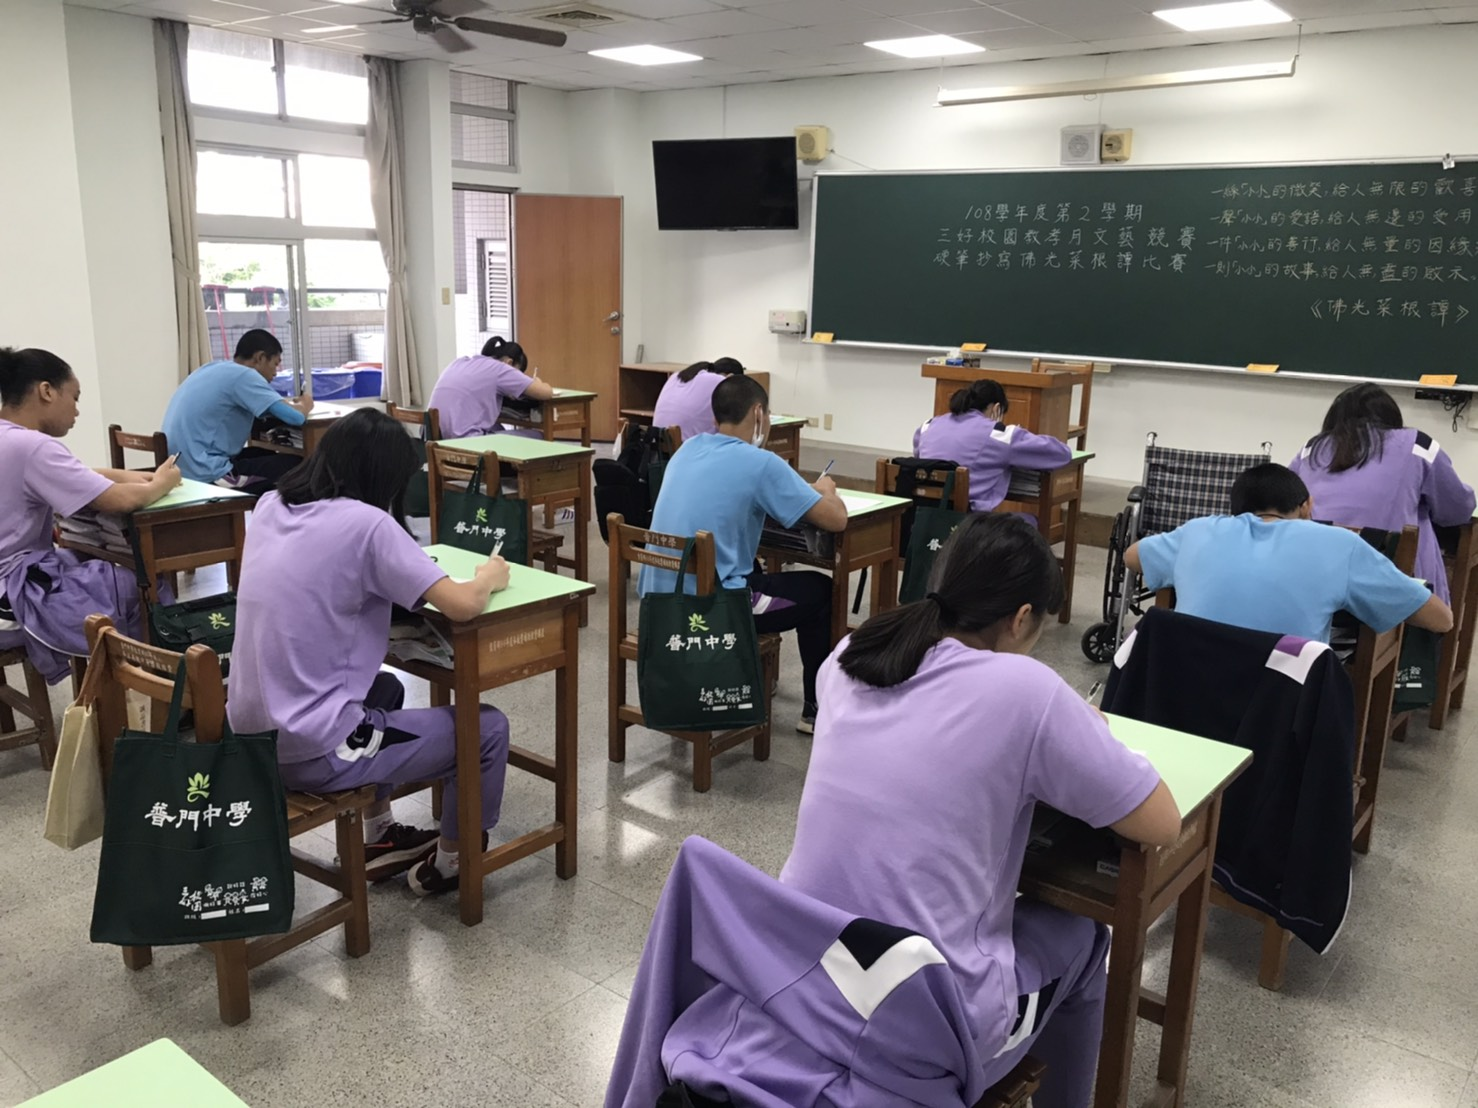 108學年度第2學期
三好校園教孝月文藝競賽
硬筆抄寫佛光菜根譚比賽
一絲「小小」的微笑,給人無限的歡喜
一聲「小小」的愛語,給人無邊的受用
一件「小小」的善行,給人無量的因緣
一則「小小」的故事,給人無盡的啟示。
《佛光菜根譚》
普門中學
普門中學
普門中學